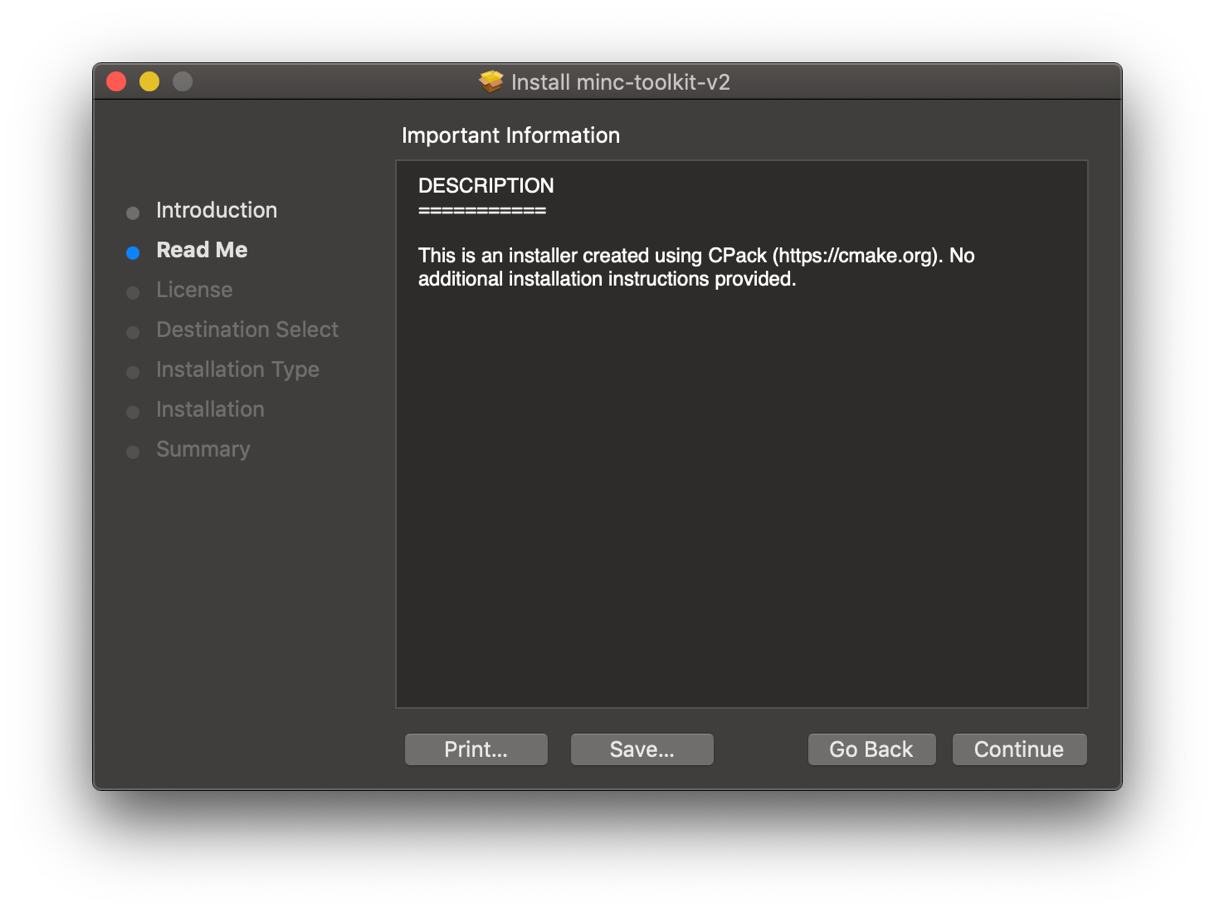 Install minc-toolkit-v2
Important Information
Introduction
Read Me
License
Destination Select
Installation Type
Installation
Summary
DESCRIPTION
===========
This is an installer created using CPack (https://cmake.org). No
additional installation instructions provided.
Print...
Save...
Go Back
Continue